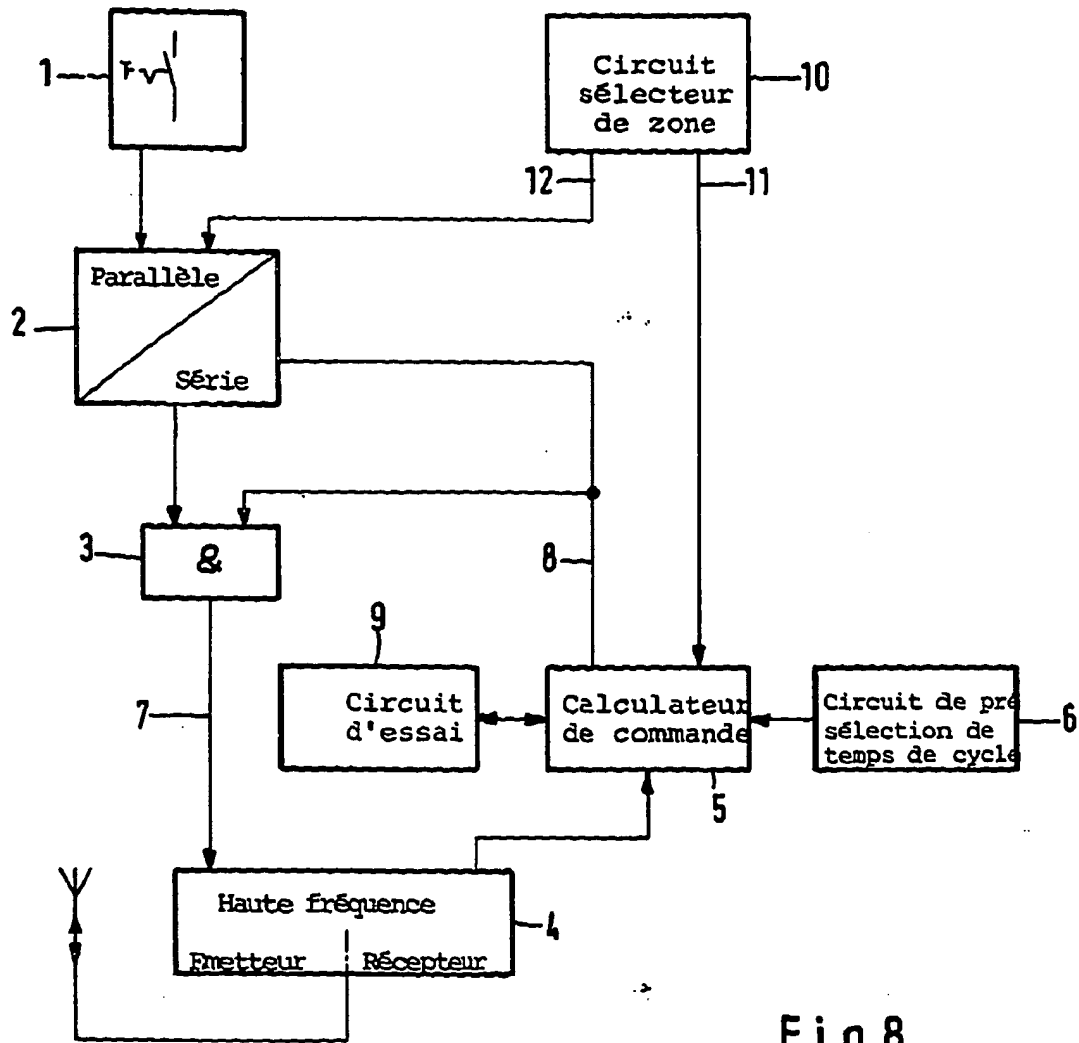 1
Circuit
sélecteur
de zone
10
12
11
Parallèle
Série
2
3
&
8
9
Circuit
d'essai
Calculateur
de commande
5
Circuit de pré
sélection de
temps de cycle
6
7
Haute fréquence
Emetteur
Récepteur
4
Fig.8